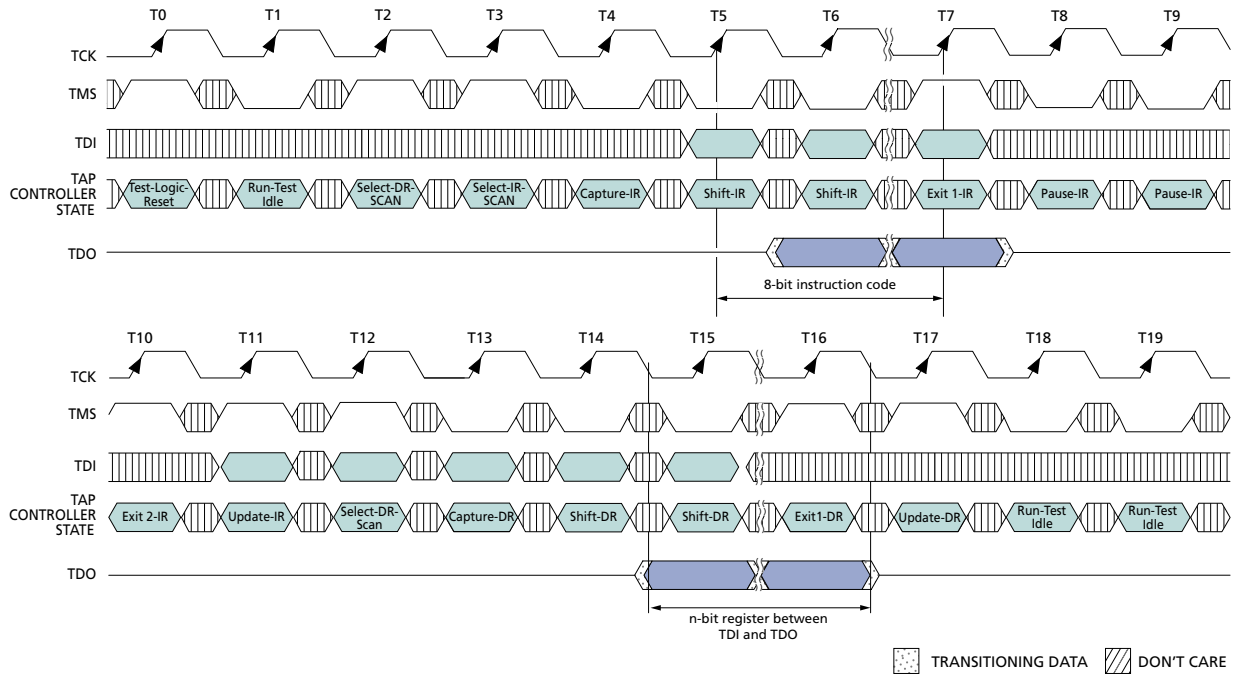 T0 T1 T2 T3 T4 T5 T6 T7 T8 T9
TCK
TMS
TDI
TAP
CONTROLLER
STATE
Test-Logic-
Reset
Run-Test
Idle
Select-DR-
SCAN
Select-IR-
SCAN
Capture-IR
Shift-IR
Shift-IR
Exit 1-IR
Pause-IR
Pause-IR
TDO
8-bit instruction code
T10 T11 T12 T13 T14 T15 T16 T17 T18 T19
TCK
TMS
TDI
TAP
CONTROLLER
STATE
Exit 2-IR
Update-IR
Select-DR-
Scan
Capture-DR
Shift-DR
Shift-DR
Exit1-DR
Update-DR
Run-Test
Idle
Run-Test
Idle
TDO
n-bit register between
TDI and TDO
TRANSITIONING DATA
DON'T CARE